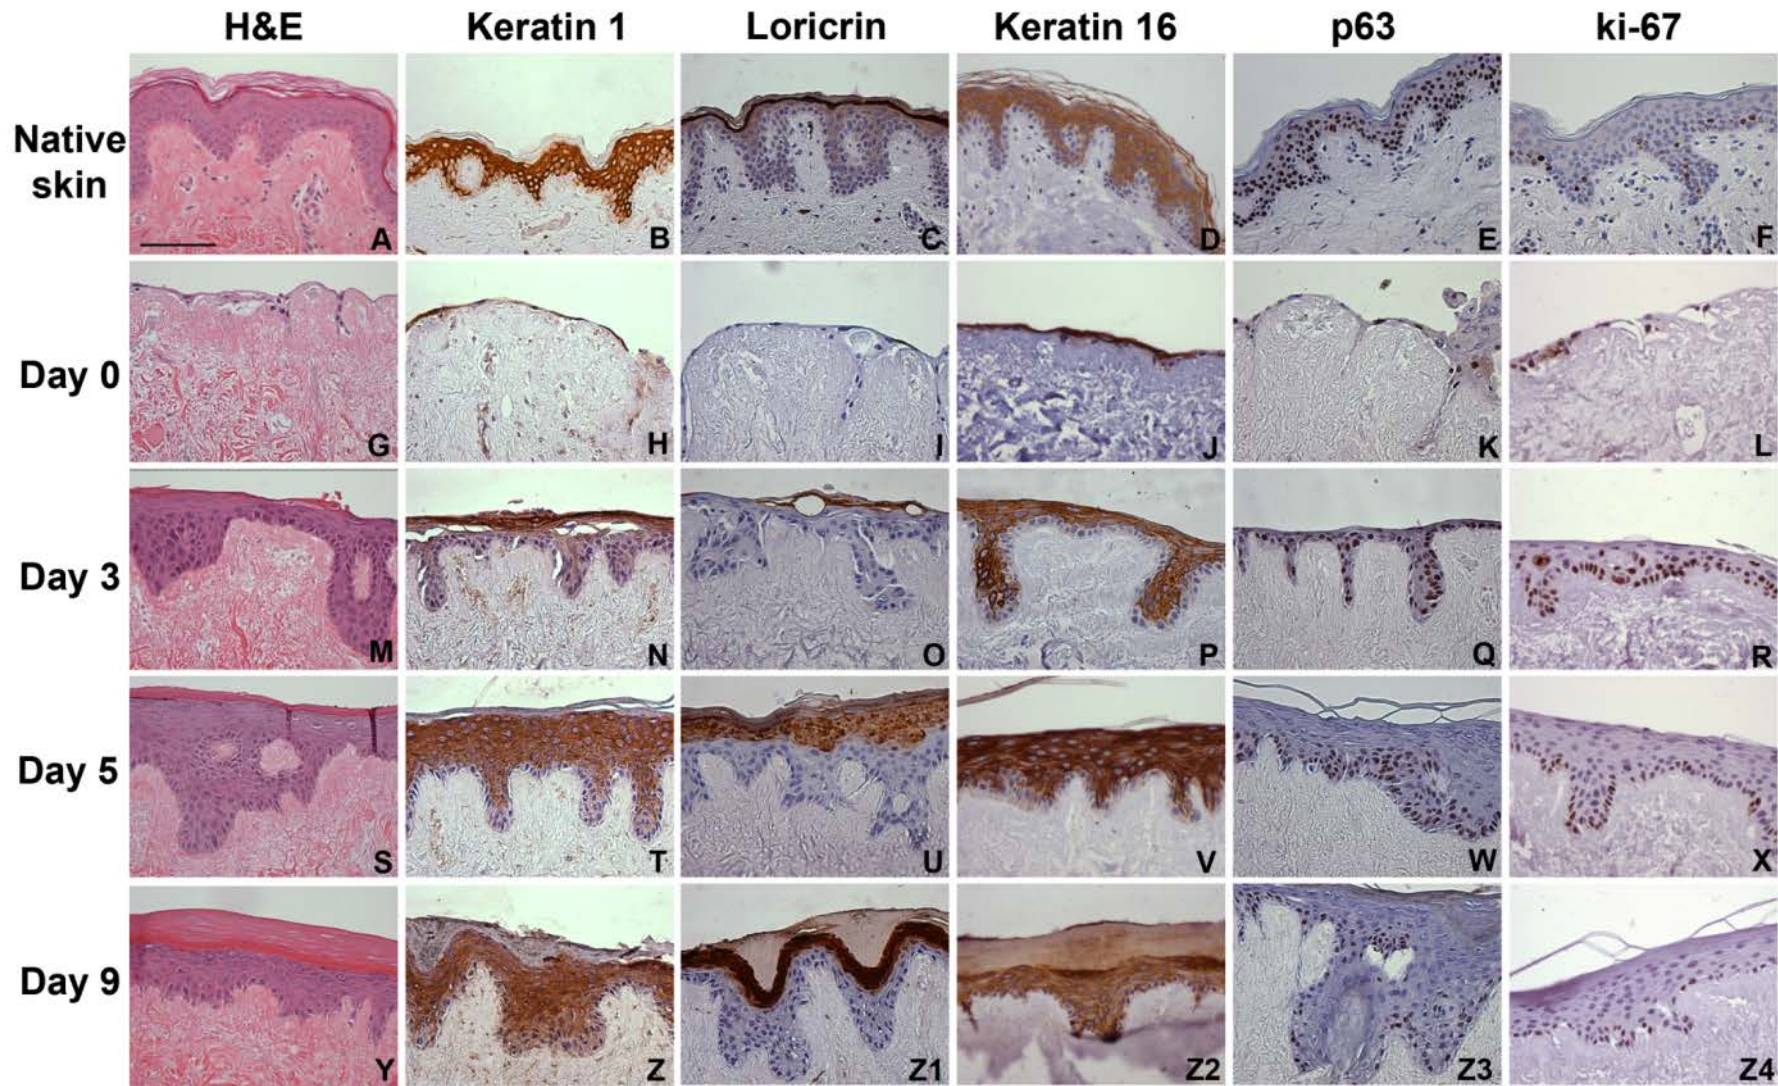 H&E Keratin 1 Loricrin Keratin 16 p63 ki-67
Native
skin
A B C D E F
Day 0
G H I J K L
Day 3
M N O P Q R
Day 5
S T U V W X
Day 9
Y Z Z1 Z2 Z3 Z4